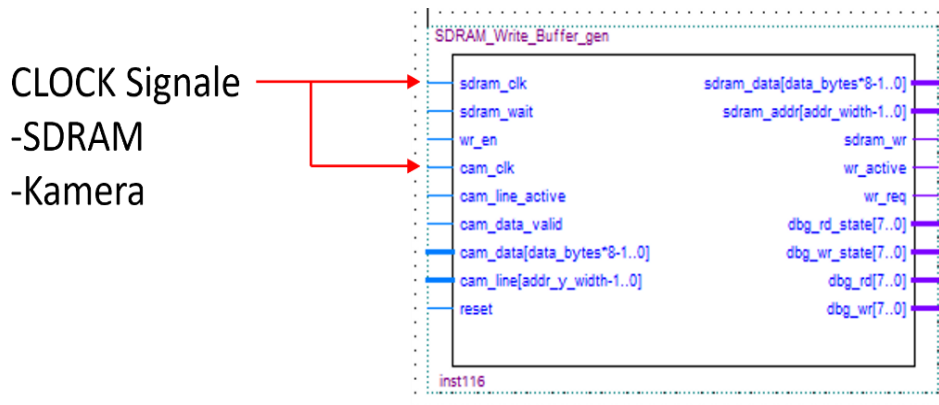 CLOCK Signale
-SDRAM
-Kamera
SDRAM_Write_Buffer_gen
sdram_clk sdram_data[data_bytes*8-1..0]
sdram_wait sdram_addr[addr_width-1..0]
wr_en sdram_wr
cam_clk wr_active
cam_line_active wr_req
cam_data_valid dbg_rd_state[7..0]
cam_data[data_bytes*8-1..0] dbg_wr_state[7..0]
cam_line[addr_y_width-1..0] dbg_rd[7..0]
reset dbg_wr[7..0]
inst116